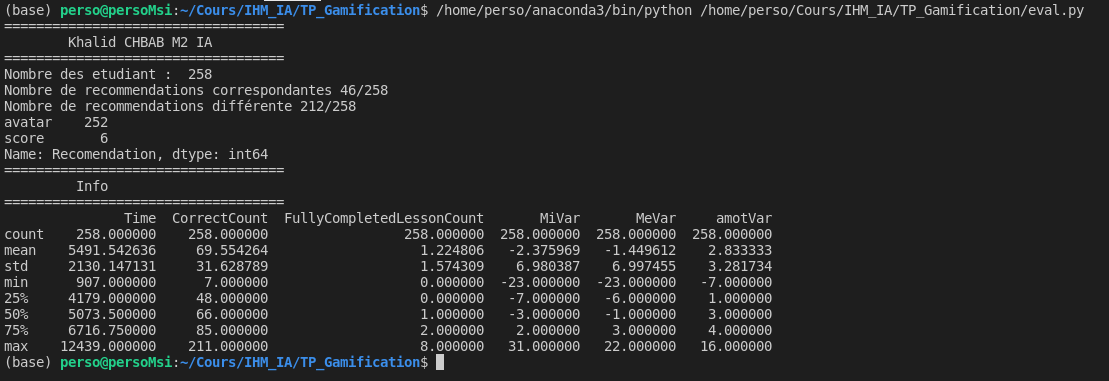 (base) perso@persoMsi:~/Cours/IHM_IA/TP_Gamification$ /home/perso/anaconda3/bin/python /home/perso/Cours/IHM_IA/TP_Gamification/eval.py
===================================
        Khalid CHBAB M2 IA
===================================
Nombre des etudiant :  258
Nombre de recommendations correspondantes 46/258
Nombre de recommendations différente 212/258
avatar    252
score       6
Name: Recomendation, dtype: int64
===================================
         Info
===================================
               Time  CorrectCount  FullyCompletedLessonCount       MiVar       MeVar     amotVar
count    258.000000    258.000000                 258.000000  258.000000  258.000000  258.000000
mean    5491.542636     69.554264                   1.224806   -2.375969   -1.449612    2.833333
std     2130.147131     31.628789                   1.574309    6.980387    6.997455    3.281734
min      907.000000      7.000000                   0.000000  -23.000000  -23.000000   -7.000000
25%     4179.000000     48.000000                   0.000000   -7.000000   -6.000000    1.000000
50%     5073.500000     66.000000                   1.000000   -3.000000   -1.000000    3.000000
75%     6716.750000     85.000000                   2.000000    2.000000    3.000000    4.000000
max    12439.000000    211.000000                   8.000000   31.000000   22.000000   16.000000
(base) perso@persoMsi:~/Cours/IHM_IA/TP_Gamification$